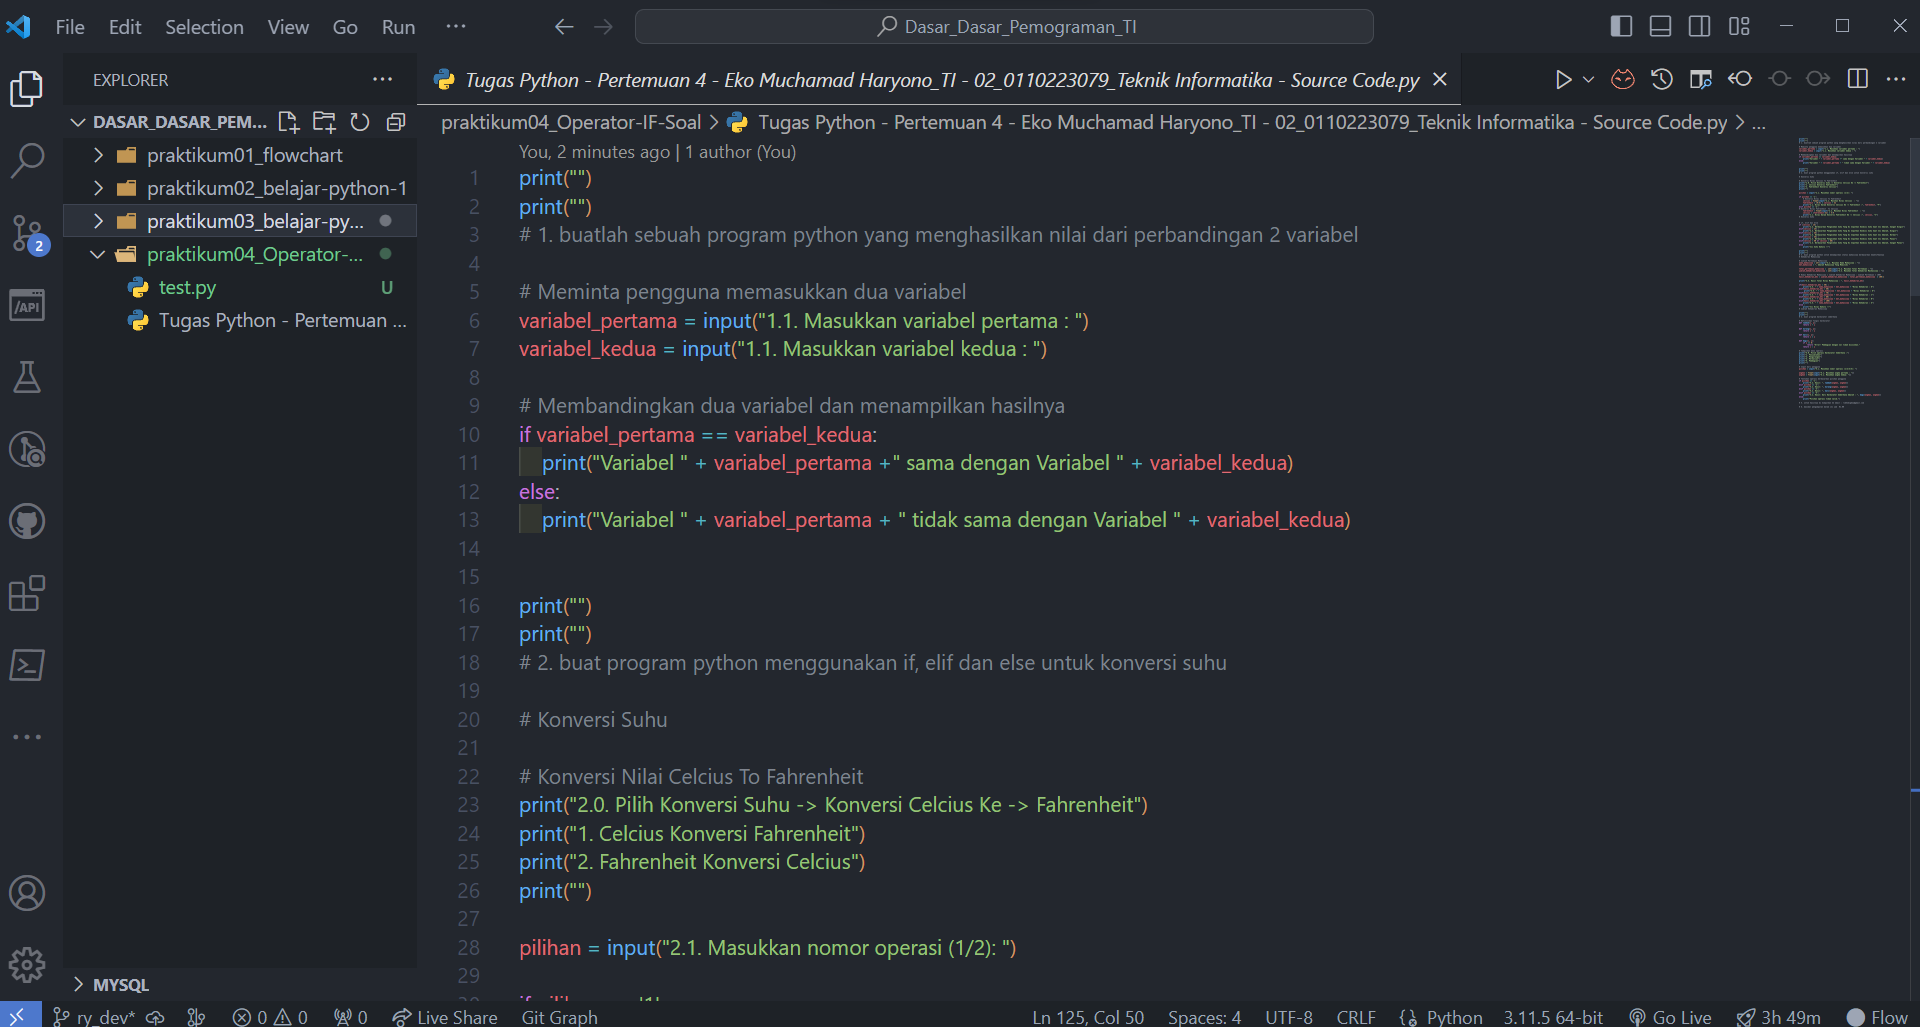 File Edit Selection View Go Run ...
Dasar_Dasar_Pemograman_TI
EXPLORER
Tugas Python - Pertemuan 4 - Eko Muchamad Haryono_TI - 02_0110223079_Teknik Informatika - Source Code.py
DASAR_DASAR_PEM...
praktikum04_Operator-IF-Soal > Tugas Python - Pertemuan 4 - Eko Muchamad Haryono_TI - 02_0110223079_Teknik Informatika - Source Code.py > ...
praktikum01_flowchart
praktikum02_belajar-python-1
praktikum03_belajar-py...
praktikum04_Operator-...
test.py U
Tugas Python - Pertemuan ...
2
/API
MYSQL
You, 2 minutes ago | 1 author (You)
1 print("")
2 print("")
3 # 1. buatlah sebuah program python yang menghasilkan nilai dari perbandingan 2 variabel
4
5 # Meminta pengguna memasukkan dua variabel
6 variabel_pertama = input("1.1. Masukkan variabel pertama : ")
7 variabel_kedua = input("1.1. Masukkan variabel kedua : ")
8
9 # Membandingkan dua variabel dan menampilkan hasilnya
10 if variabel_pertama == variabel_kedua:
11 print("Variabel " + variabel_pertama +" sama dengan Variabel " + variabel_kedua)
12 else:
13 print("Variabel " + variabel_pertama + " tidak sama dengan Variabel " + variabel_kedua)
14
15
16 print("")
17 print("")
18 # 2. buat program python menggunakan if, elif dan else untuk konversi suhu
19
20 # Konversi Suhu
21
22 # Konversi Nilai Celcius To Fahrenheit
23 print("2.0. Pilih Konversi Suhu -> Konversi Celcius Ke -> Fahrenheit")
24 print("1. Celcius Konversi Fahrenheit")
25 print("2. Fahrenheit Konversi Celcius")
26 print("")
27
28 pilihan = input("2.1. Masukkan nomor operasi (1/2): ")
29
ry_dev* 0 0 0 Live Share Git Graph Ln 125, Col 50 Spaces: 4 UTF-8 CRLF Python 3.11.5 64-bit Go Live 3h 49m Flow